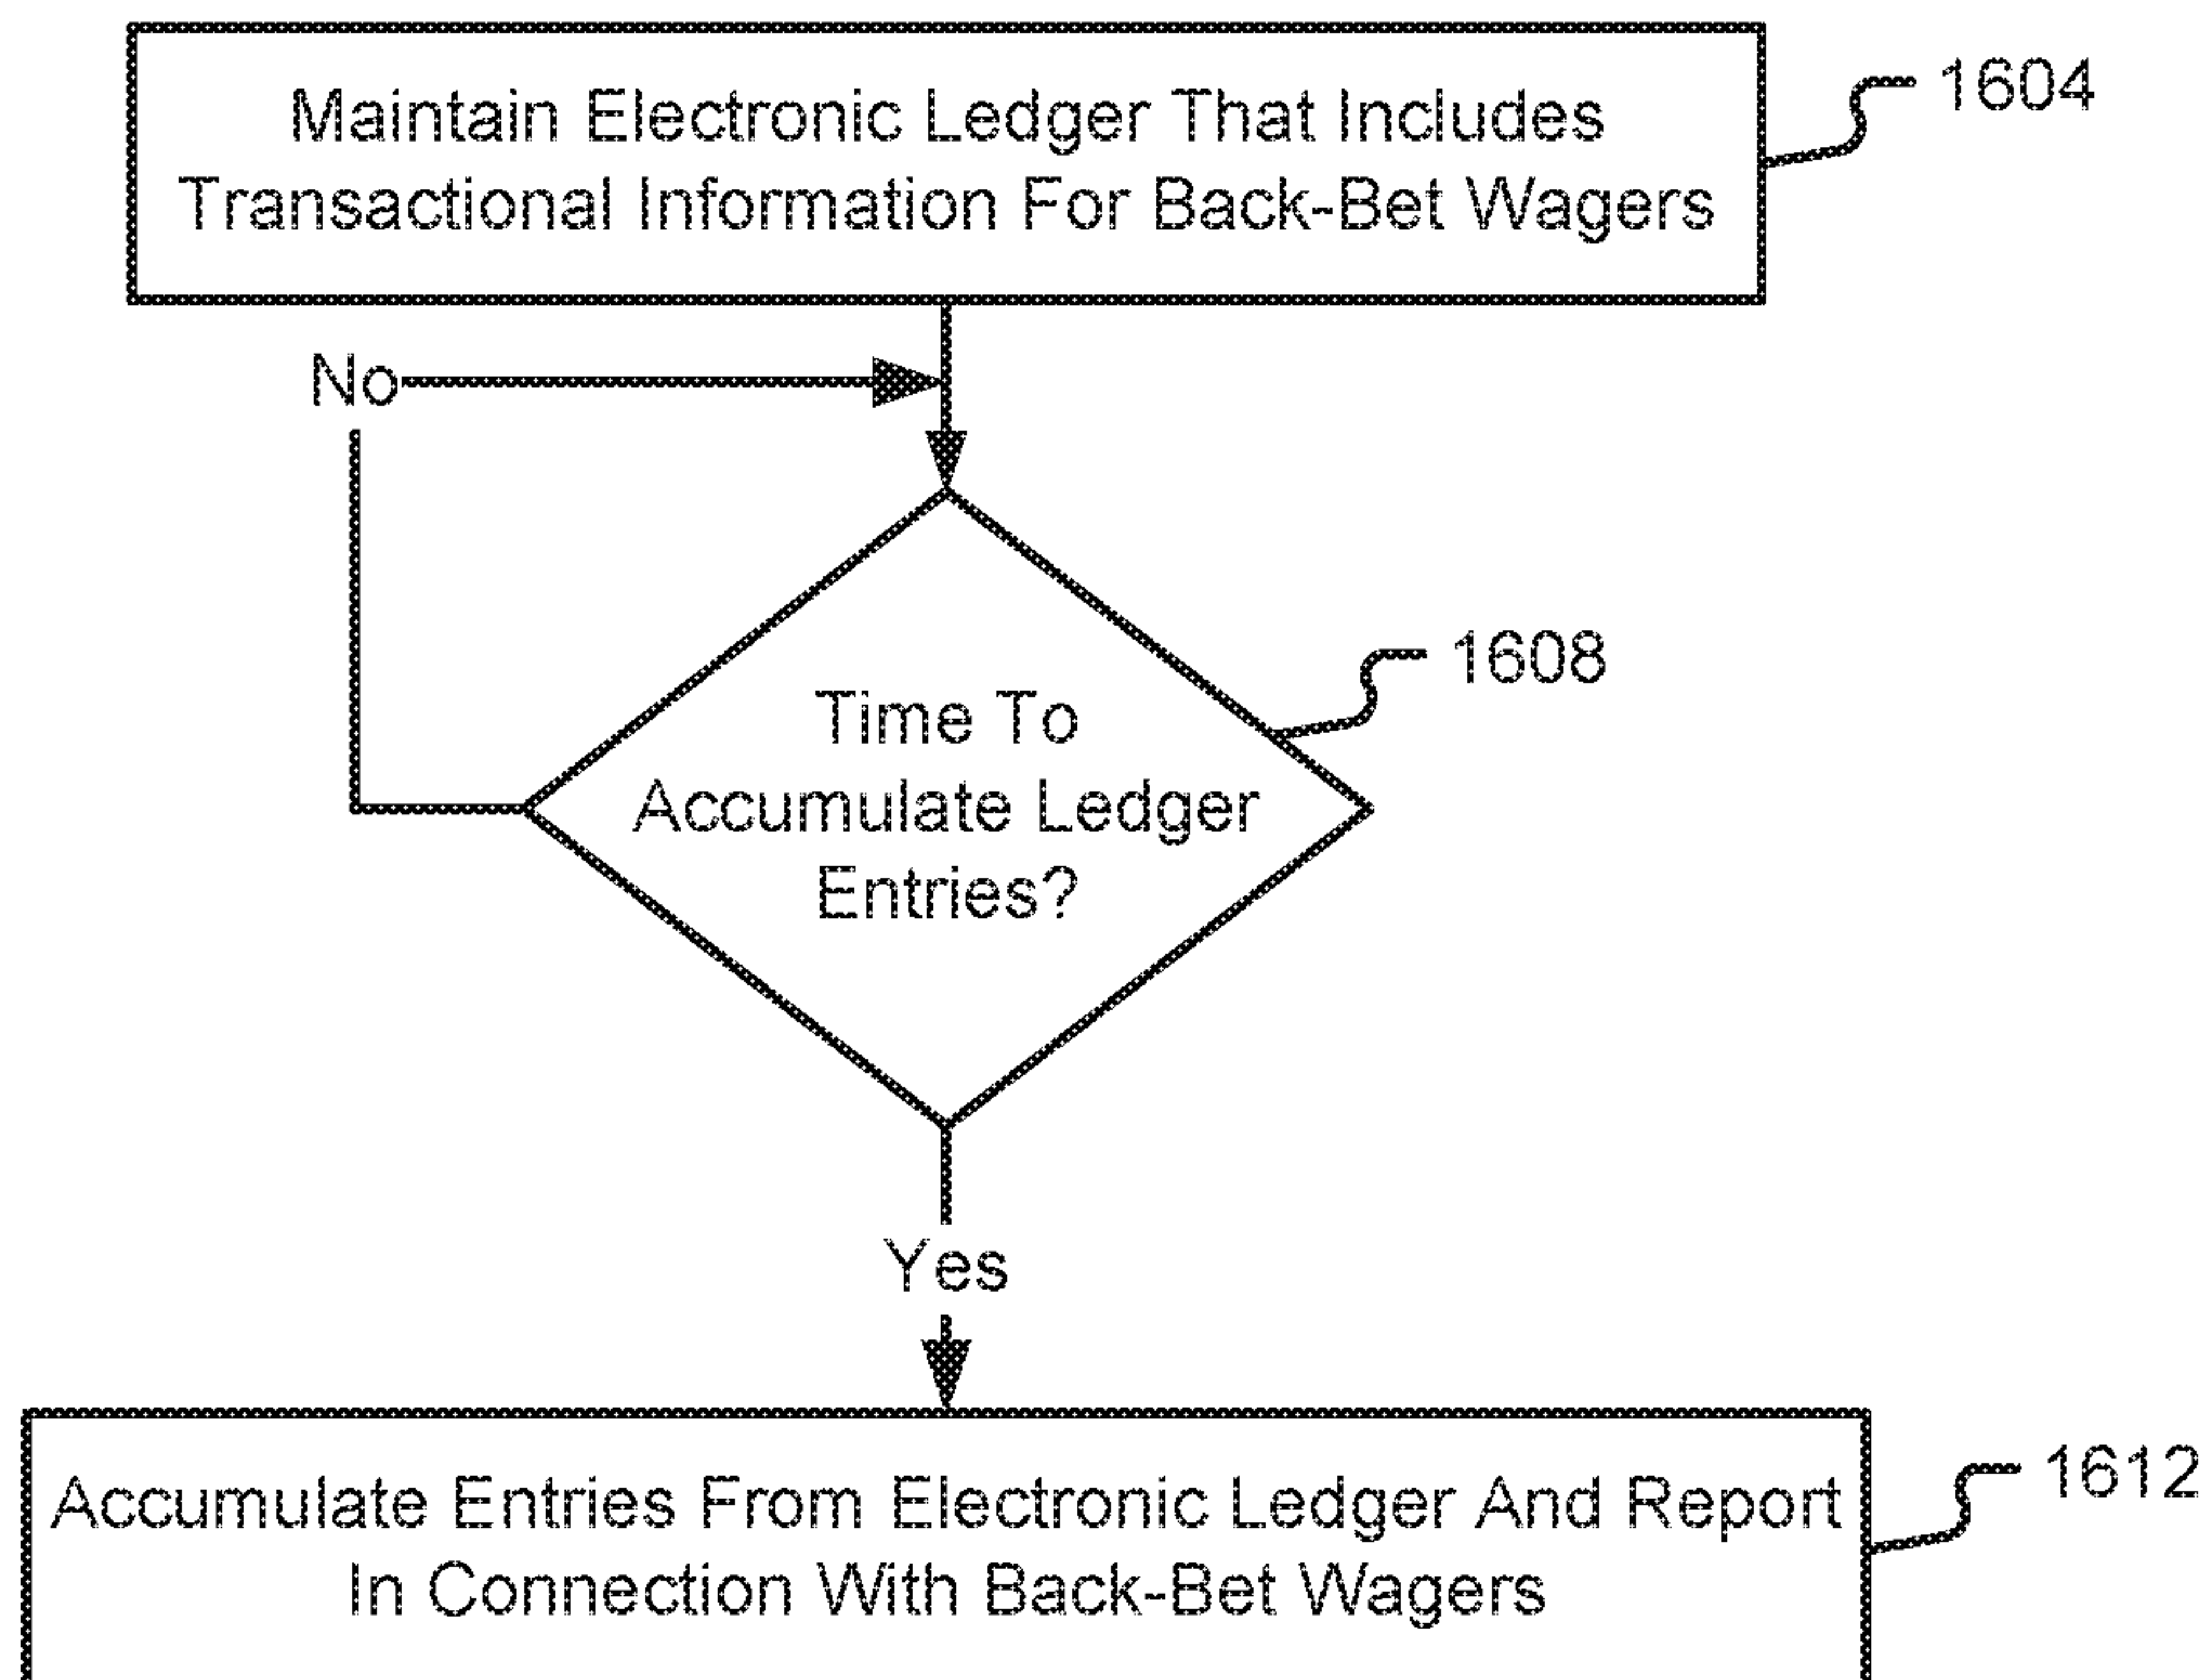 Maintain Electronic Ledger That Includes
Transactional Information For Back-Bet Wagers
1604
No
Time To
Accumulate Ledger
Entries?
1608
Yes
Accumulate Entries From Electronic Ledger And Report
In Connection With Back-Bet Wagers
1612